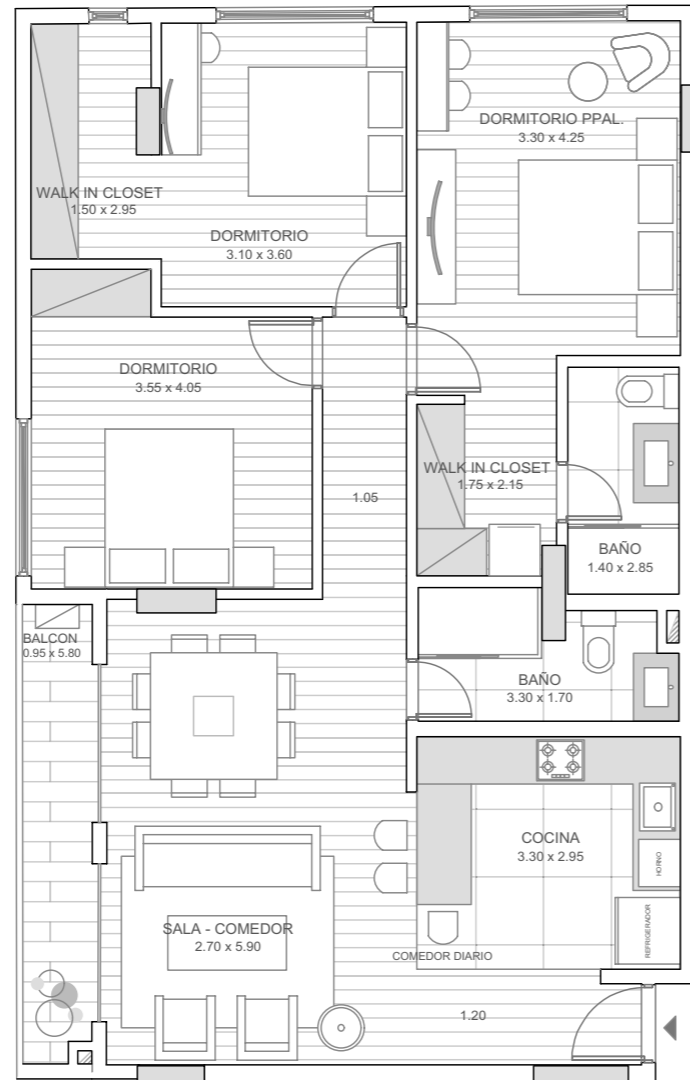 DORMITORIO PPAL.
3.30 x 4.25
WALK IN CLOSET
1.50 x 2.95
DORMITORIO
3.10 x 3.60
DORMITORIO
3.55 x 4.05
WALK IN CLOSET
1.75 x 2.15
1.05
BAÑO
1.40 x 2.85
BALCON
0.95 x 5.80
BAÑO
3.30 x 1.70
COCINA
3.30 x 2.95
HORNO
REFRIGERADOR
SALA - COMEDOR
2.70 x 5.90
COMEDOR DIARIO
1.20